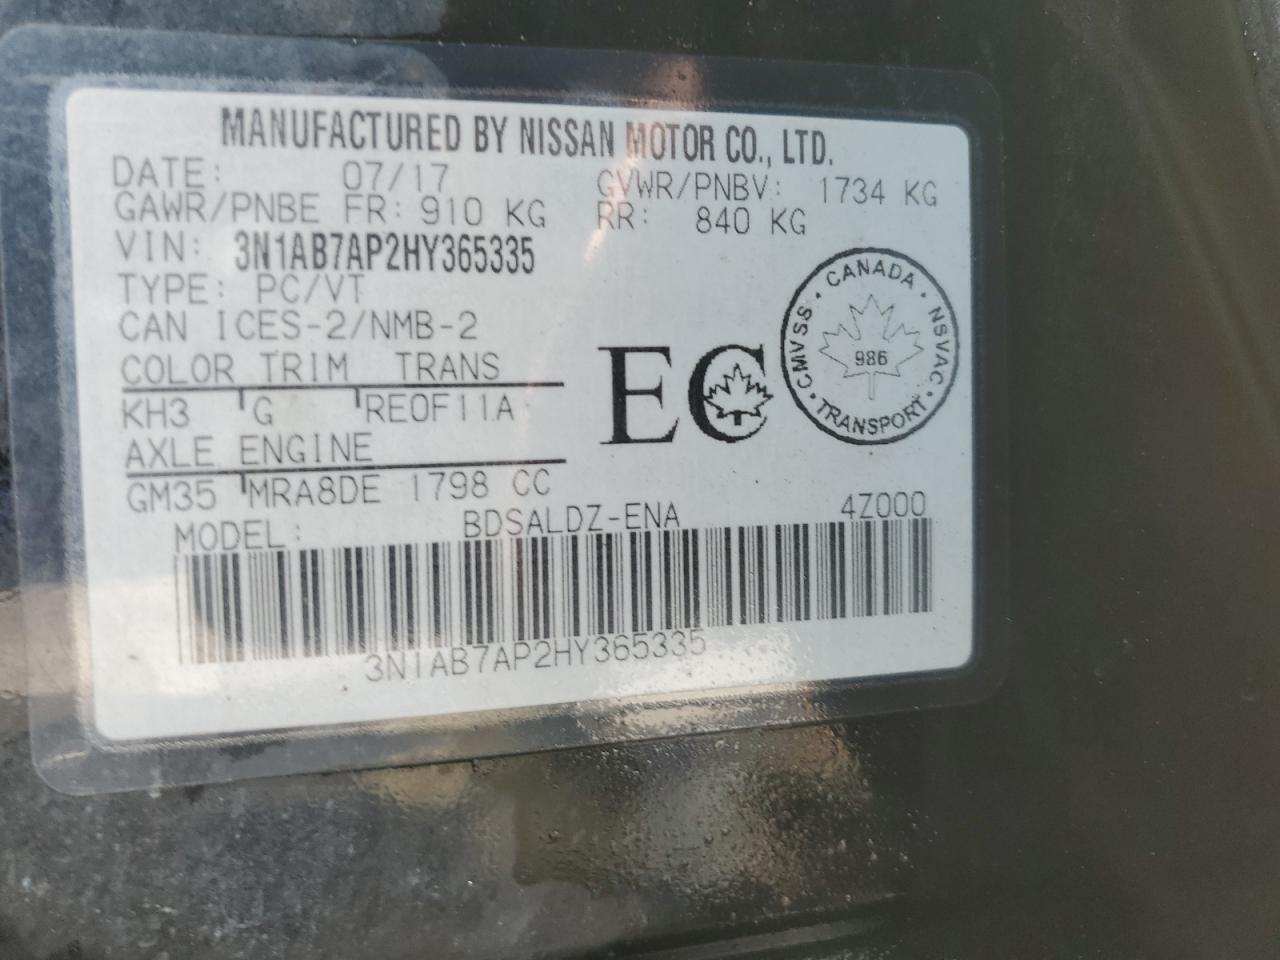 MANUFACTURED BY NISSAN MOTOR CO., LTD.
DATE: 07/17 GVWR/PNBV: 1734 KG
GAWR/PNBE FR: 910 KG RR: 840 KG
VIN: 3N1AB7AP2HY365335
TYPE: PC/VT
CAN ICES-2/NMB-2
COLOR TRIM TRANS
KH3 G RE0F11A
AXLE ENGINE
GM35 MRA8DE 1798 CC
EC
CANADA · NSVAC · TRANSPORT · CMVSS ·
986
MODEL: BDSALDZ-ENA 4Z000
3N1AB7AP2HY365335